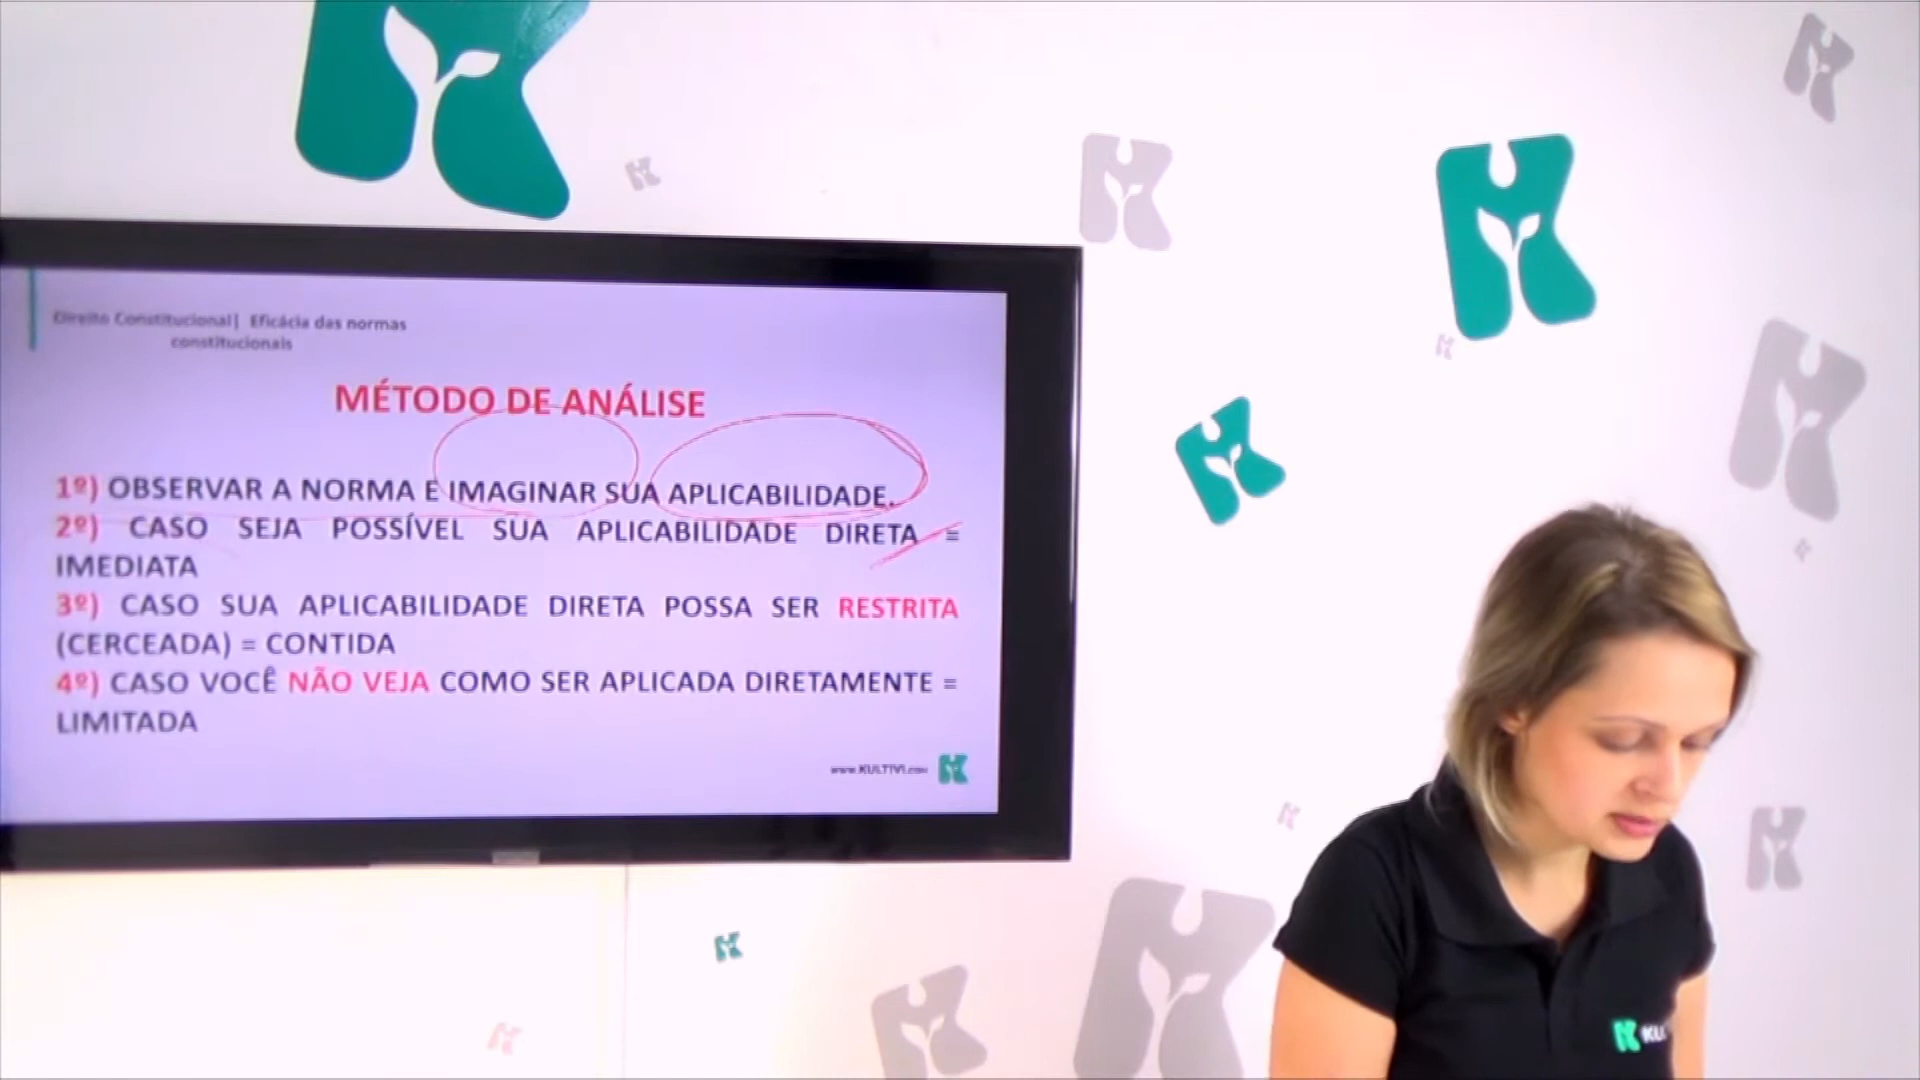 Direito Constitucional| Eficácia das normas
constitucionais
MÉTODO DE ANÁLISE
1º) OBSERVAR A NORMA E IMAGINAR SUA APLICABILIDADE.
2º) CASO SEJA POSSÍVEL SUA APLICABILIDADE DIRETA =
IMEDIATA
3º) CASO SUA APLICABILIDADE DIRETA POSSA SER RESTRITA
(CERCEADA) = CONTIDA
4º) CASO VOCÊ NÃO VEJA COMO SER APLICADA DIRETAMENTE =
LIMITADA
www.KULTIVI.com